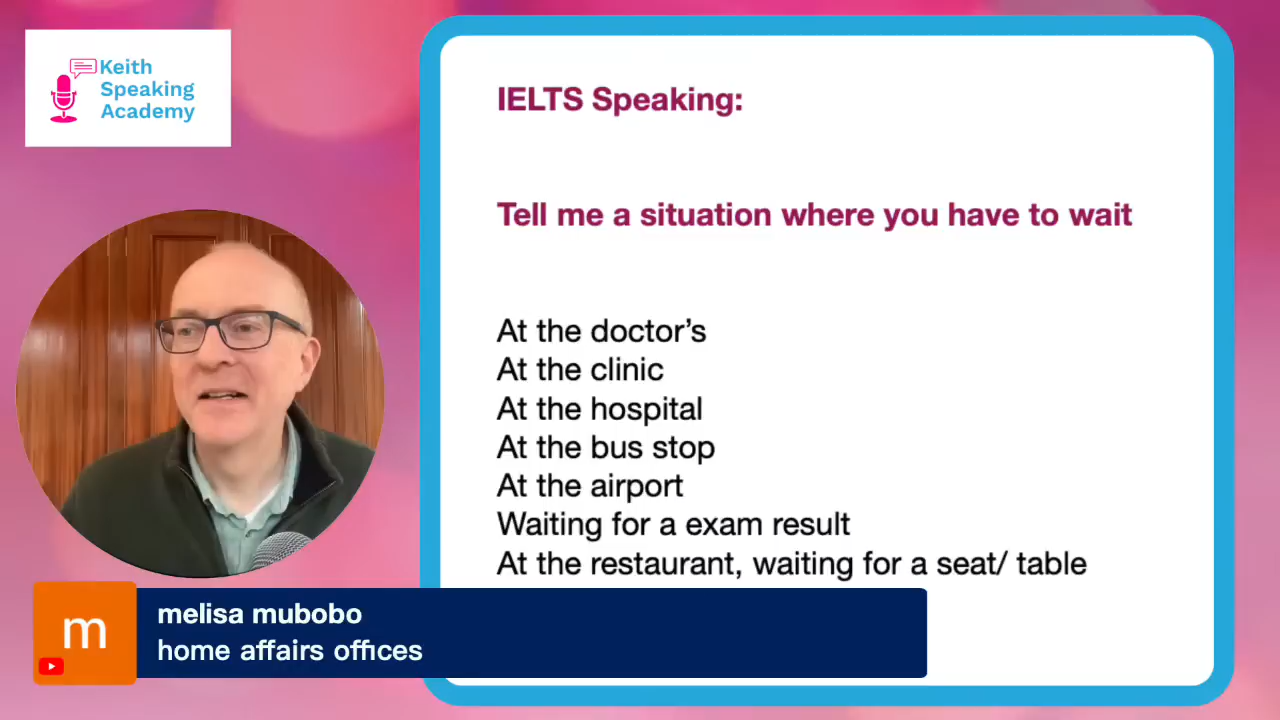 Keith
Speaking
Academy
IELTS Speaking:
Tell me a situation where you have to wait
At the doctor’s
At the clinic
At the hospital
At the bus stop
At the airport
Waiting for a exam result
At the restaurant, waiting for a seat/ table
m
melisa mubobo
home affairs offices